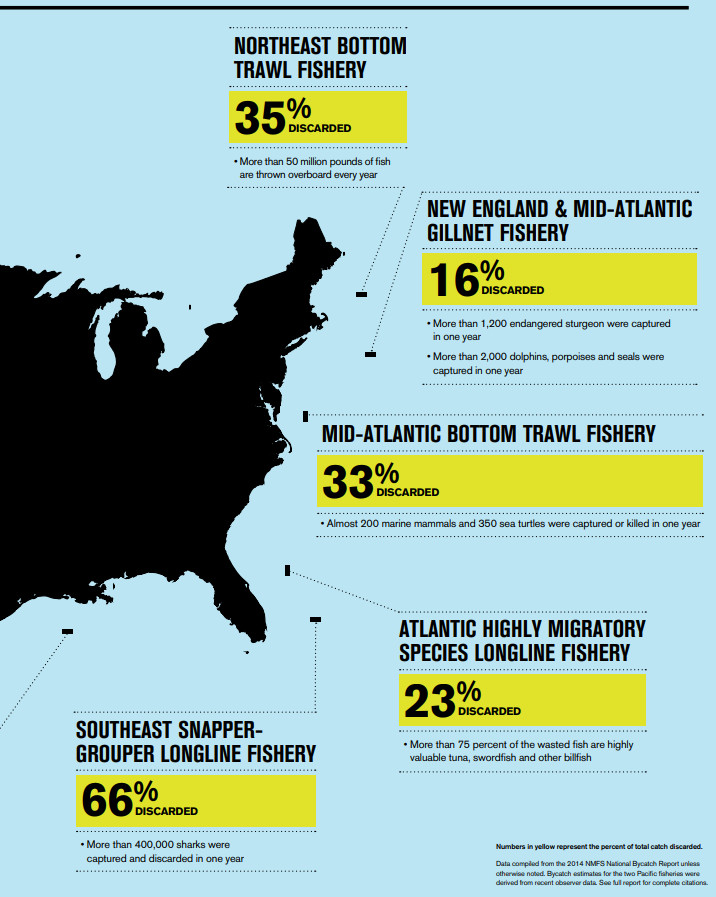 NORTHEAST BOTTOM
TRAWL FISHERY
35%
DISCARDED
• More than 50 million pounds of fish
are thrown overboard every year
NEW ENGLAND & MID-ATLANTIC
GILLNET FISHERY
16%
DISCARDED
• More than 1,200 endangered sturgeon were captured
in one year
• More than 2,000 dolphins, porpoises and seals were
captured in one year
MID-ATLANTIC BOTTOM TRAWL FISHERY
33%
DISCARDED
• Almost 200 marine mammals and 350 sea turtles were captured or killed in one year
ATLANTIC HIGHLY MIGRATORY
SPECIES LONGLINE FISHERY
23%
DISCARDED
• More than 75 percent of the wasted fish are highly
valuable tuna, swordfish and other billfish
SOUTHEAST SNAPPER-
GROUPER LONGLINE FISHERY
66%
DISCARDED
• More than 400,000 sharks were
captured and discarded in one year
Numbers in yellow represent the percent of total catch discarded.
Data compiled from the 2014 NMFS National Bycatch Report unless
otherwise noted. Bycatch estimates for the two Pacific fisheries were
derived from recent observer data. See full report for complete citations.